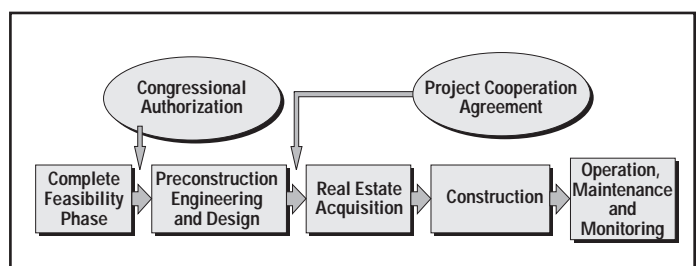 Congressional
Authorization
Project Cooperation
Agreement
Complete
Feasibility
Phase
Preconstruction
Engineering
and Design
Real Estate
Acquisition
Construction
Operation,
Maintenance
and
Monitoring